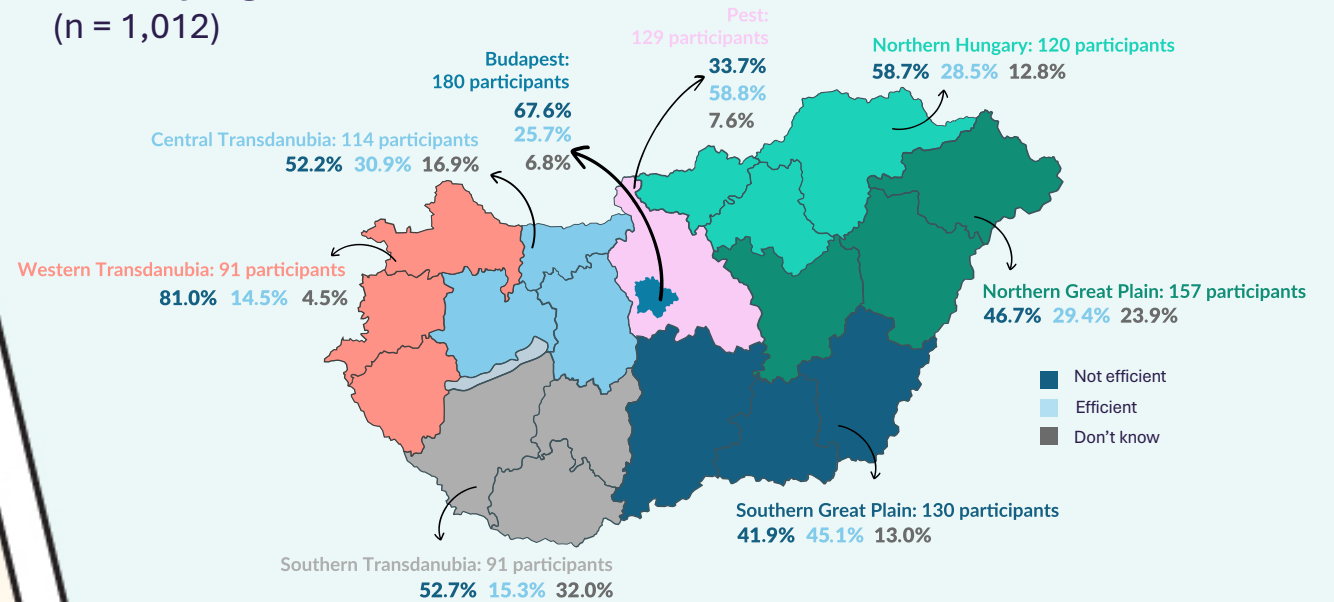 (n = 1,012)
Pest:
129 participants
33.7%
58.8%
7.6%
Northern Hungary: 120 participants
58.7% 28.5% 12.8%
Budapest:
180 participants
67.6%
25.7%
6.8%
Central Transdanubia: 114 participants
52.2% 30.9% 16.9%
Western Transdanubia: 91 participants
81.0% 14.5% 4.5%
Northern Great Plain: 157 participants
46.7% 29.4% 23.9%
Not efficient
Efficient
Don't know
Southern Great Plain: 130 participants
41.9% 45.1% 13.0%
Southern Transdanubia: 91 participants
52.7% 15.3% 32.0%